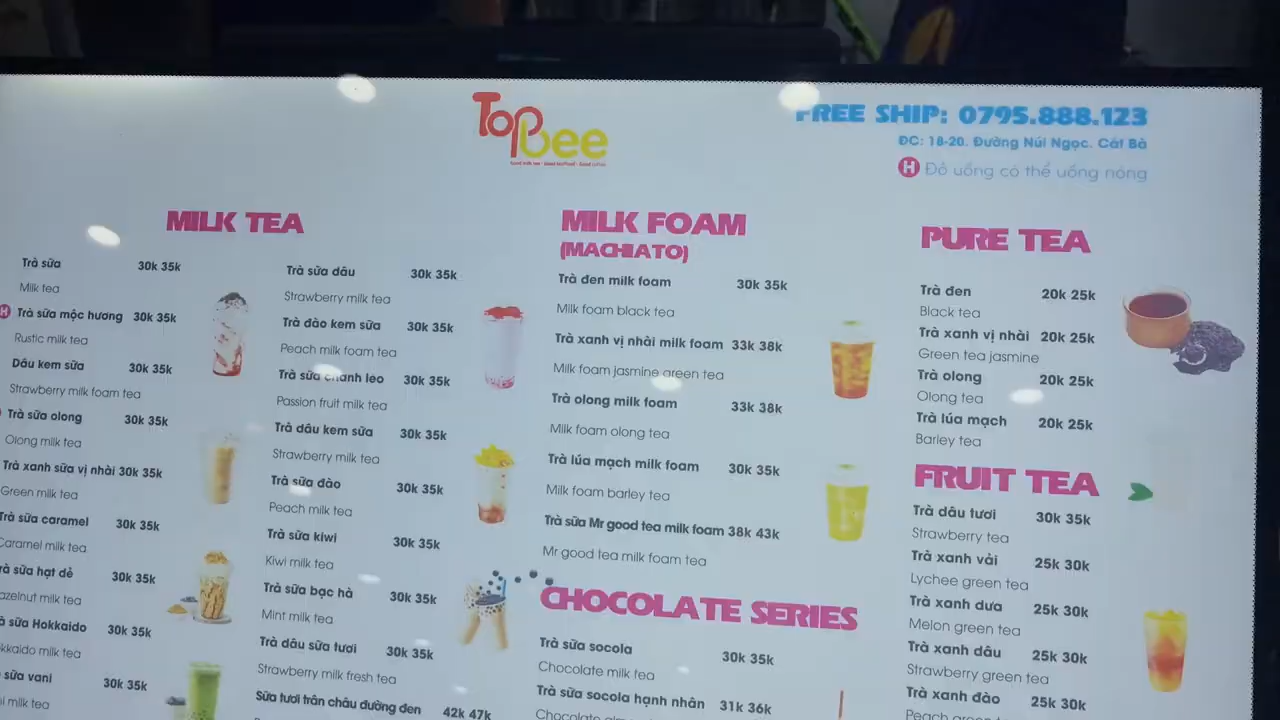 TopBee
FREE SHIP: 0795.888.123
ĐC: 18-20. Đường Núi Ngọc. Cát Bà
H Đồ uống có thể uống nóng
MILK TEA
Trà sữa 30k 35k
Milk tea
H Trà sữa mộc hương 30k 35k
Rustic milk tea
Dâu kem sữa 30k 35k
Strawberry milk foam tea
Trà sữa olong 30k 35k
Olong milk tea
Trà xanh sữa vị nhài 30k 35k
Green milk tea
Trà sữa caramel 30k 35k
Caramel milk tea
sữa hạt dẻ 30k 35k
milk tea
sữa Hokkaido 30k 35k
milk tea
sữa vani 30k 35k
milk tea
Trà sữa dâu 30k 35k
Strawberry milk tea
Trà đào kem sữa 30k 35k
Peach milk foam tea
Trà sữa chanh leo 30k 35k
Passion fruit milk tea
Trà dâu kem sữa 30k 35k
Strawberry milk tea
Trà sữa đào 30k 35k
Peach milk tea
Trà sữa kiwi 30k 35k
Kiwi milk tea
Trà sữa bạc hà 30k 35k
Mint milk tea
Trà dâu sữa tươi 30k 35k
Strawberry milk fresh tea
Sữa tươi trân châu đường đen 42k 47k
MILK FOAM
(MACHIATO)
Trà đen milk foam 30k 35k
Milk foam black tea
Trà xanh vị nhài milk foam 33k 38k
Milk foam jasmine green tea
Trà olong milk foam 33k 38k
Milk foam olong tea
Trà lúa mạch milk foam 30k 35k
Milk foam barley tea
Trà sữa Mr good tea milk foam 38k 43k
Mr good tea milk foam tea
CHOCOLATE SERIES
Trà sữa socola 30k 35k
Chocolate milk tea
Trà sữa socola hạnh nhân 31k 36k
PURE TEA
Trà đen 20k 25k
Black tea
Trà xanh vị nhài 20k 25k
Green tea jasmine
Trà olong 20k 25k
Olong tea
Trà lúa mạch 20k 25k
Barley tea
FRUIT TEA
Trà dâu tươi 30k 35k
Strawberry tea
Trà xanh vải 25k 30k
Lychee green tea
Trà xanh dưa 25k 30k
Melon green tea
Trà xanh dâu 25k 30k
Strawberry green tea
Trà xanh đào 25k 30k